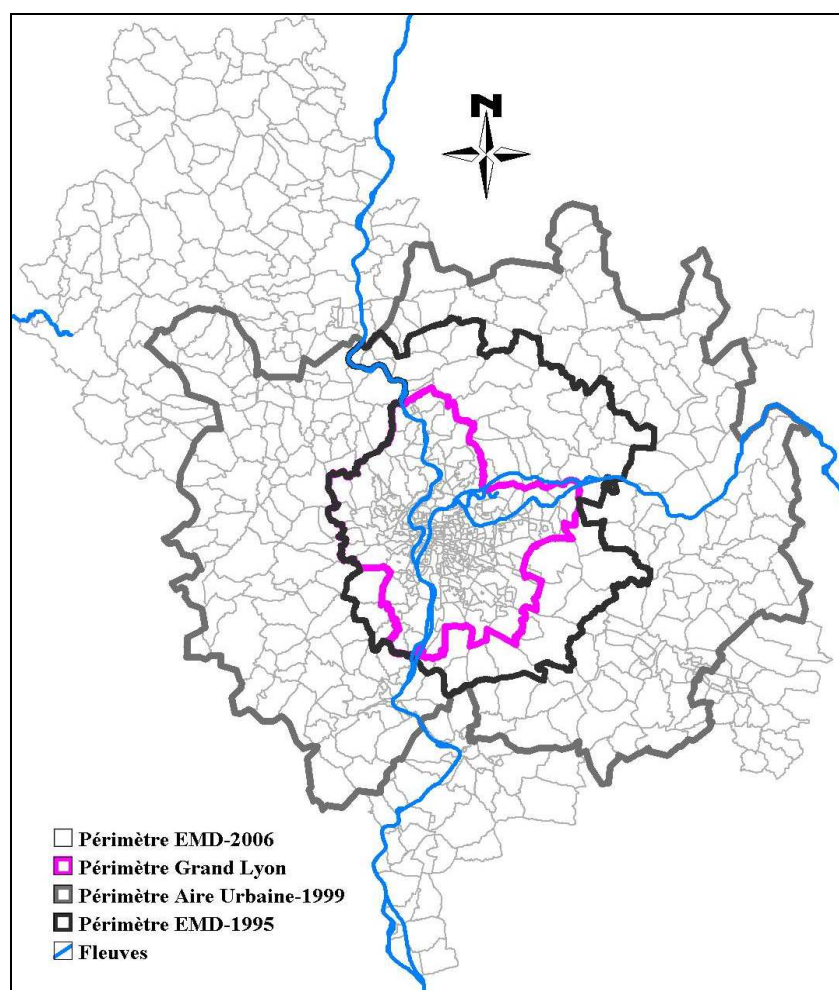 N
Périmètre EMD-2006
Périmètre Grand Lyon
Périmètre Aire Urbaine-1999
Périmètre EMD-1995
Fleuves